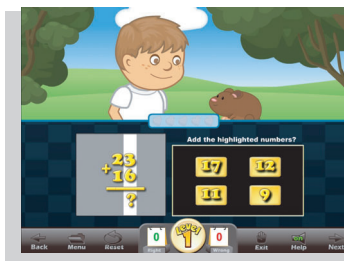 Add the highlighted numbers?
23
+16
?
17
12
11
9
Back
Menu
Reset
0
Right
Level
1
0
Wrong
Exit
Help
Next